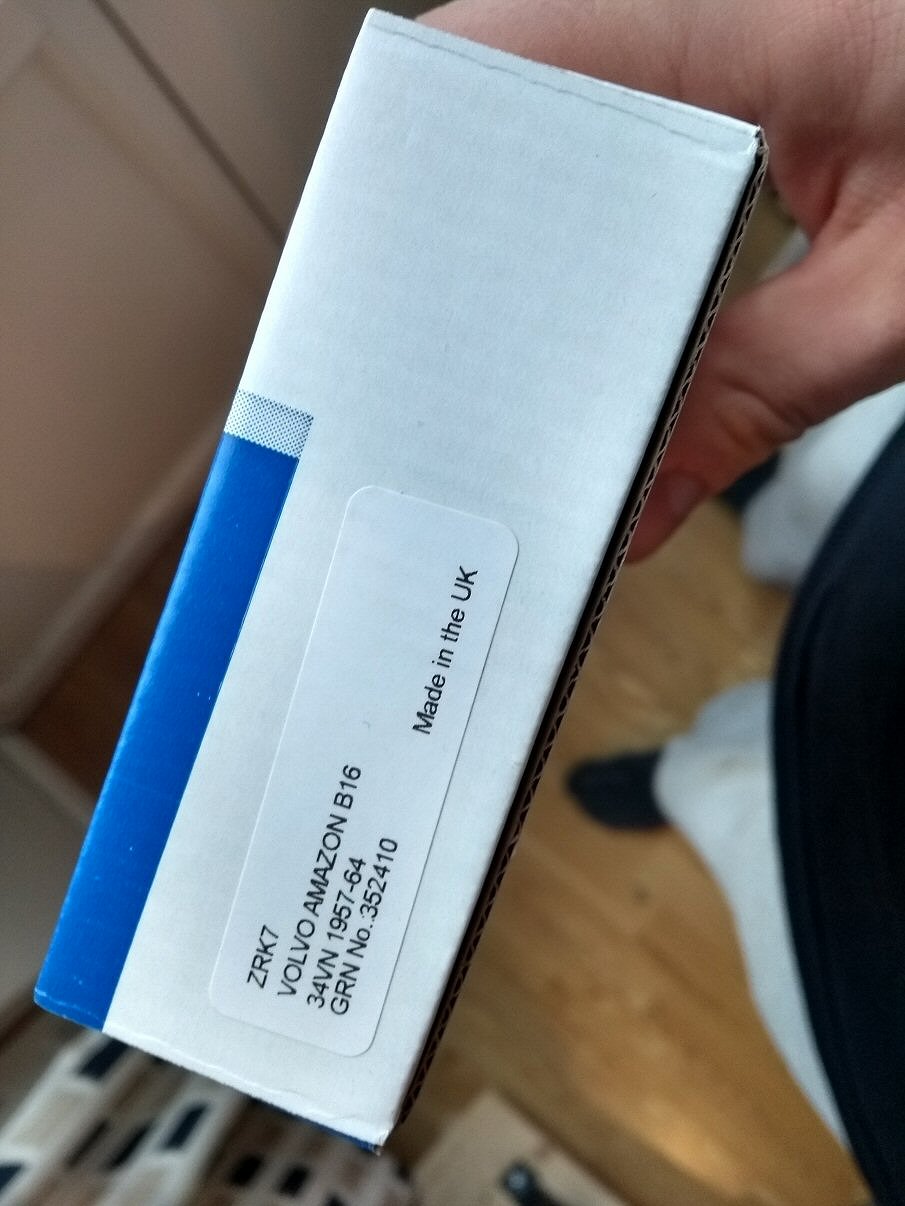 ZRK7
VOLVO AMAZON B16
34VN 1957-64
GRN No.:352410
Made in the UK